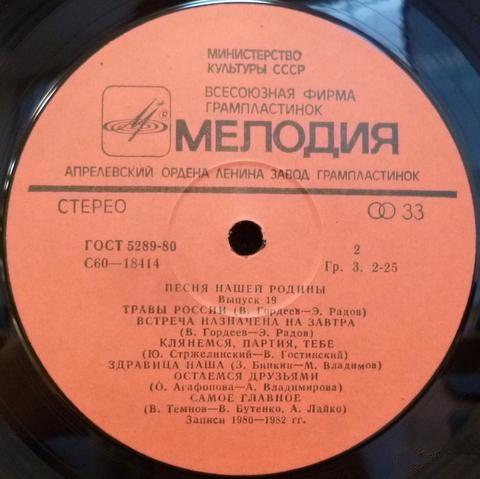 МИНИСТЕРСТВО
КУЛЬТУРЫ СССР
ВСЕСОЮЗНАЯ ФИРМА
ГРАМПЛАСТИНОК
®
МЕЛОДИЯ
АПРЕЛЕВСКИЙ ОРДЕНА ЛЕНИНА ЗАВОД ГРАМПЛАСТИНОК
СТЕРЕО
33
ГОСТ 5289-80
2
С60—18414
Гр. 3. 2-25
ПЕСНЯ НАШЕЙ РОДИНЫ
Выпуск 19
ТРАВЫ РОССИИ (В. Гордеев—Э. Радов)
ВСТРЕЧА НАЗНАЧЕНА НА ЗАВТРА
(В. Гордеев—Э. Радов)
КЛЯНЕМСЯ, ПАРТИЯ, ТЕБЕ
(Ю. Стржелинский—В. Гостинский)
ЗДРАВИЦА НАША (З. Бинкин—М. Владимов)
ОСТАЕМСЯ ДРУЗЬЯМИ
(О. Агафонова—А. Владимирова)
САМОЕ ГЛАВНОЕ
(В. Темнов—В. Бутенко, А. Лайко)
Записи 1980—1982 гг.